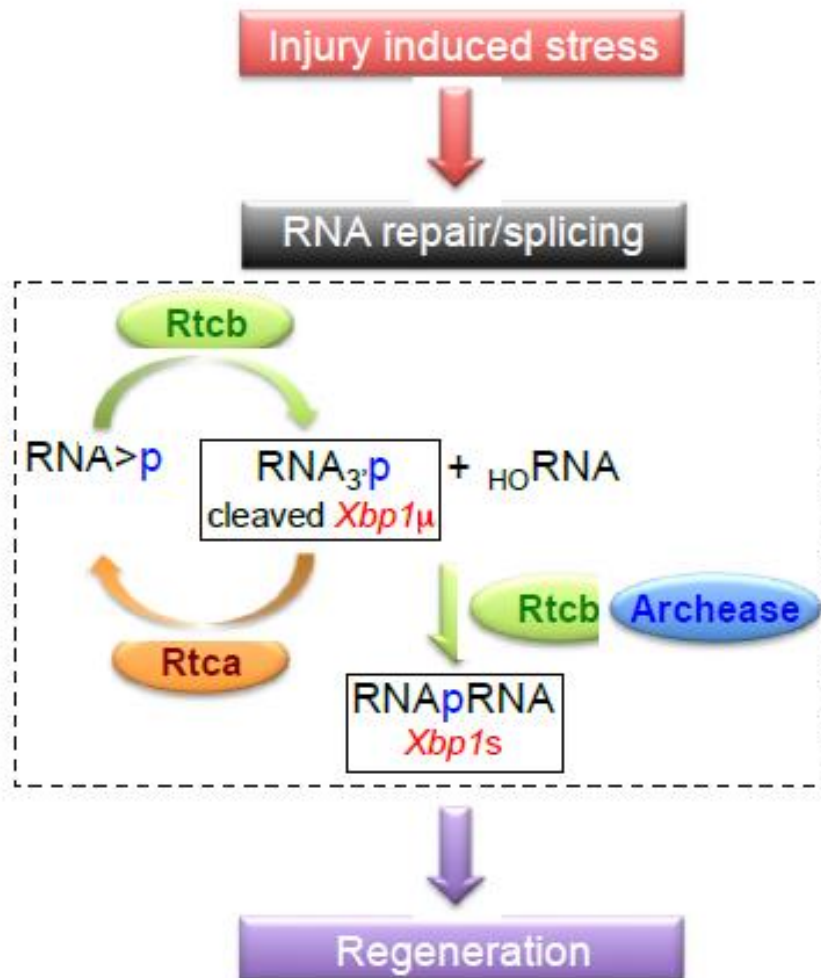 Injury induced stress
RNA repair/splicing
Rtcb
RNA>p
RNA3'p
cleaved Xbp1μ
+ HORNA
Rtcb Archease
Rtca
RNApRNA
Xbp1s
Regeneration